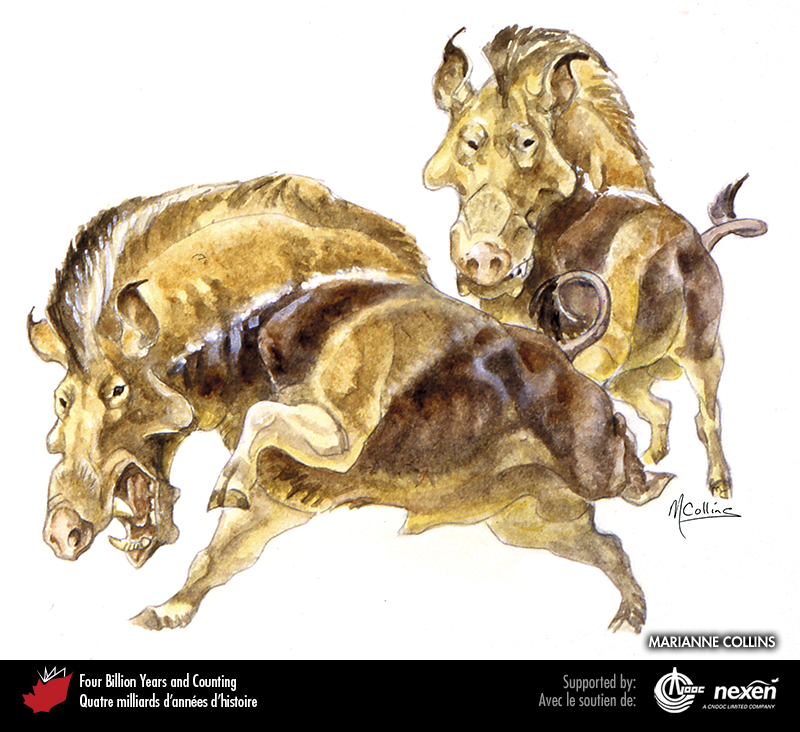 MCollins
MARIANNE COLLINS
Four Billion Years and Counting
Quatre milliards d'années d'histoire
Supported by:
Avec le soutien de:
CNOOC
nexen
A CNOOC LIMITED COMPANY